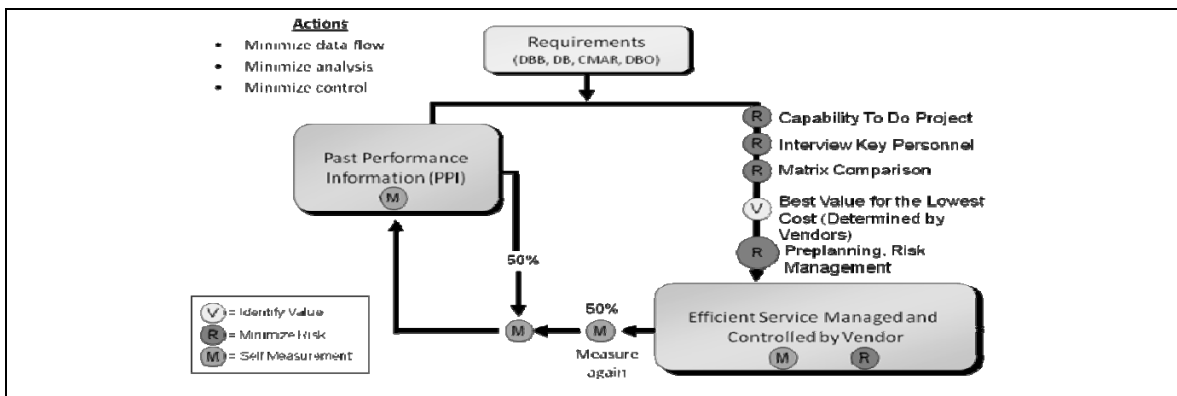 Actions
• Minimize data flow
• Minimize analysis
• Minimize control
Requirements
(DBB, DB, CMAR, DBO)
R Capability To Do Project
R Interview Key Personnel
R Matrix Comparison
V Best Value for the Lowest
Cost (Determined by
Vendors)
R Preplanning, Risk
Management
Past Performance
Information (PPI)
M
50%
M
50%
M
Measure
again
Efficient Service Managed and
Controlled by Vendor
M R
V = Identify Value
R = Minimize Risk
M = Self Measurement